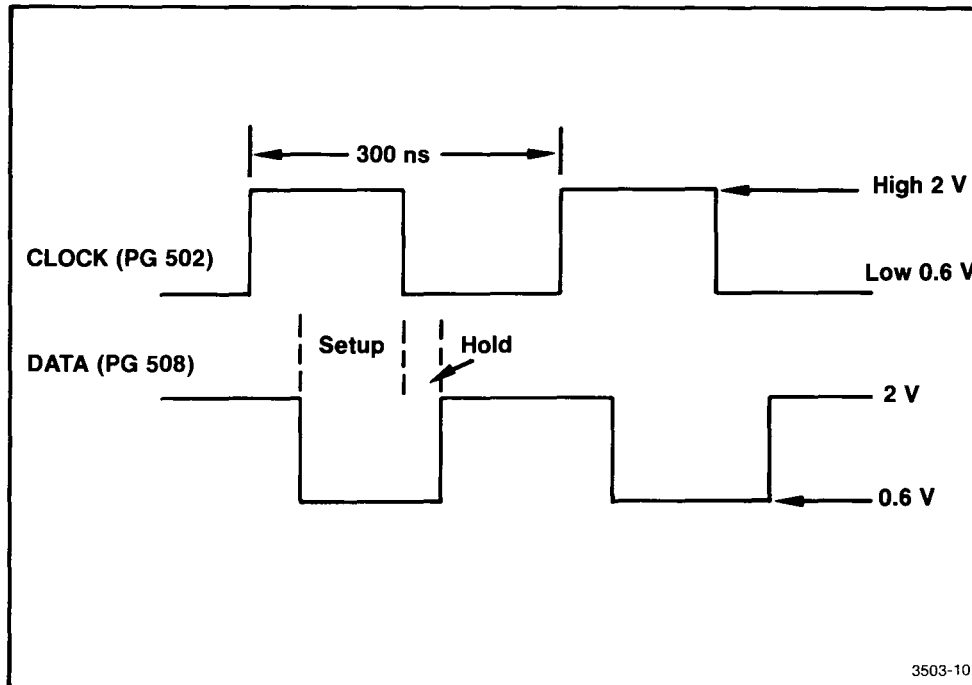 300 ns
High 2 V
CLOCK (PG 502)
Low 0.6 V
Setup
Hold
DATA (PG 508)
2 V
0.6 V
3503-10